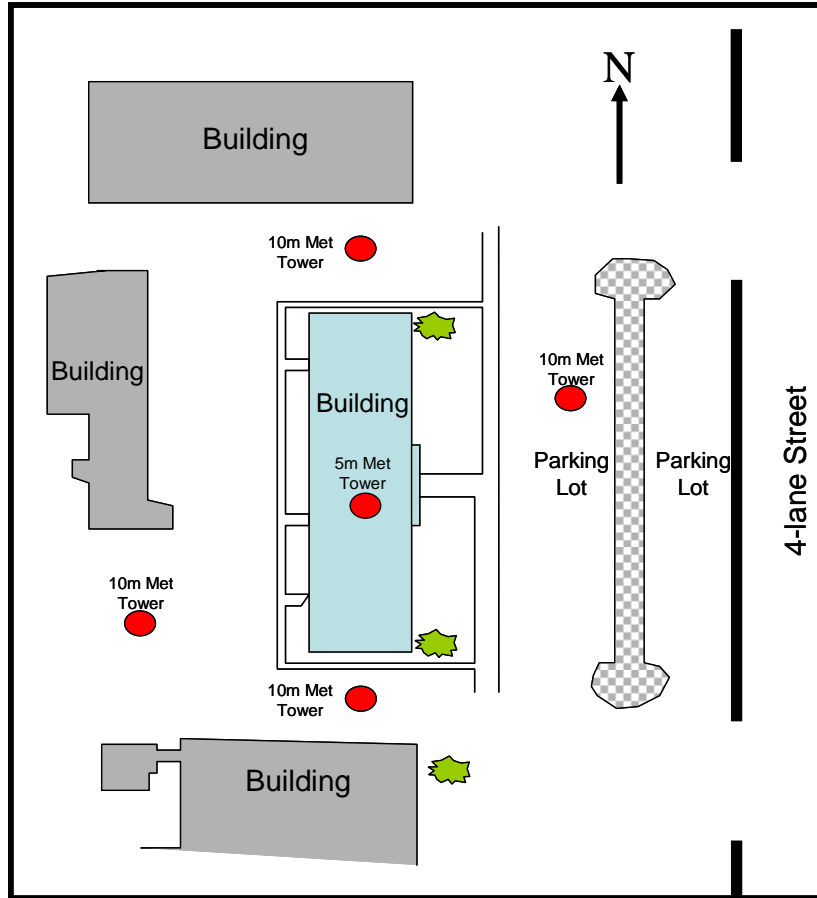 N
Building
10m Met
Tower
Building
10m Met
Tower
Building
5m Met
Tower
Parking
Lot
Parking
Lot
4-lane Street
10m Met
Tower
10m Met
Tower
Building